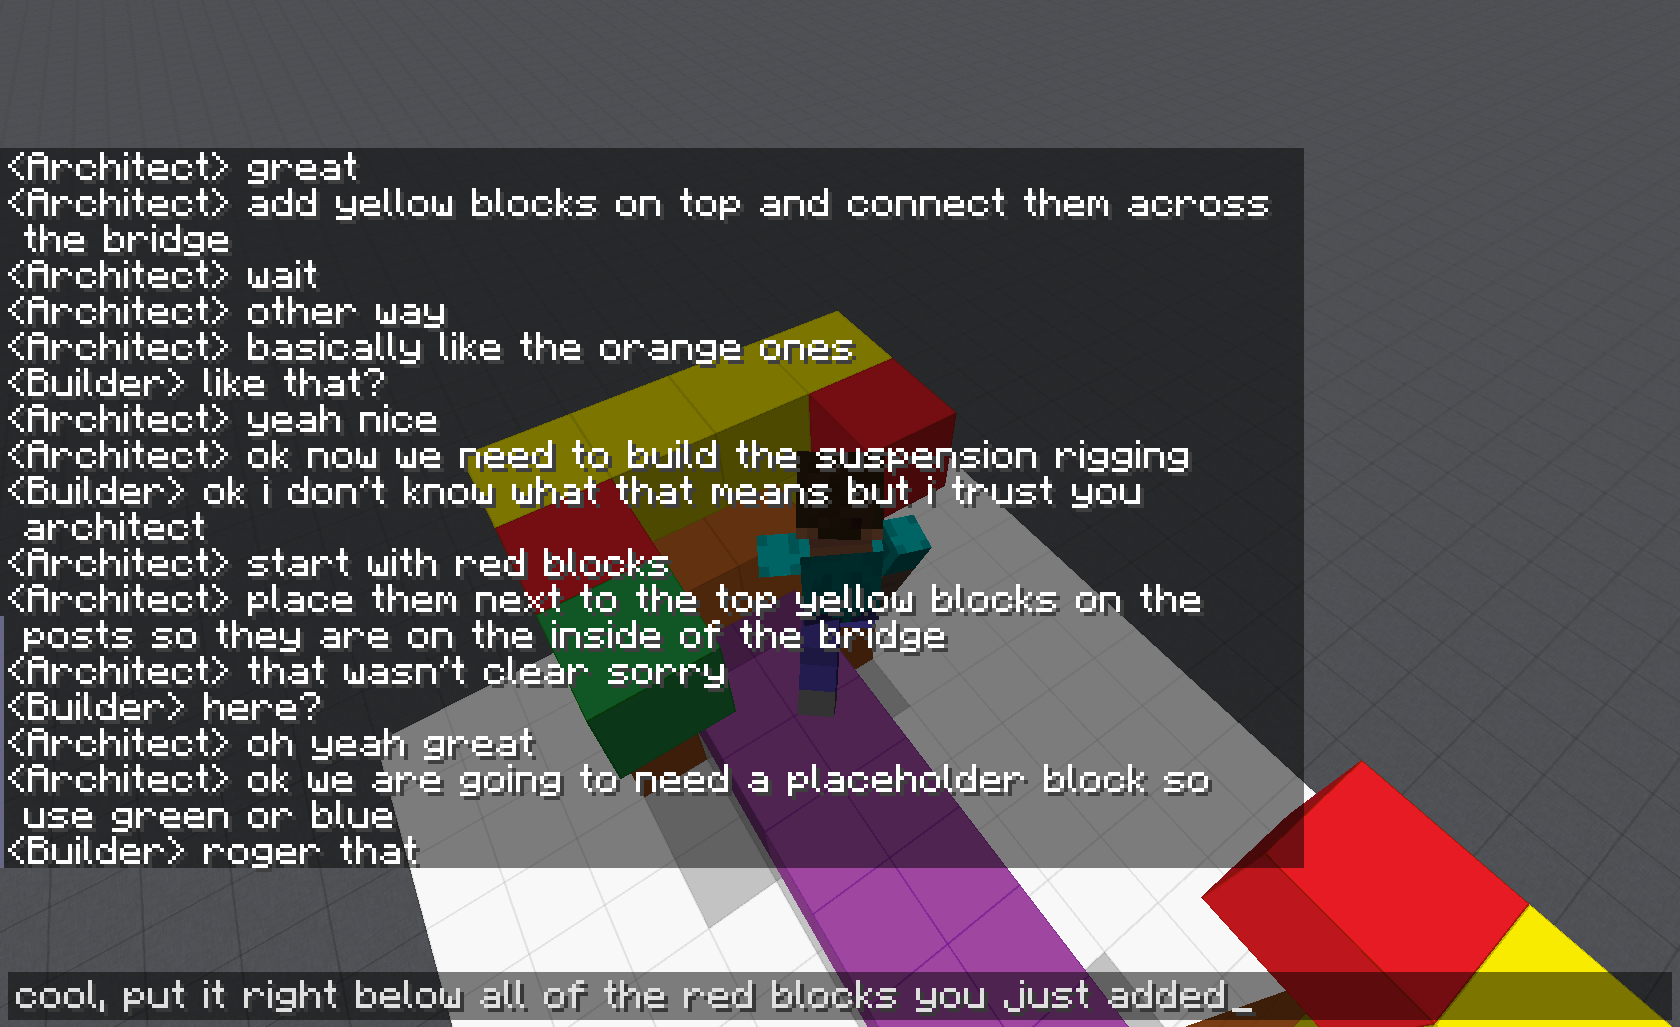 <Architect> great
<Architect> add yellow blocks on top and connect them across
the bridge
<Architect> wait
<Architect> other way
<Architect> basically like the orange ones
<Builder> like that?
<Architect> yeah nice
<Architect> ok now we need to build the suspension rigging
<Builder> ok i don't know what that means but i trust you
architect
<Architect> start with red blocks
<Architect> place them next to the top yellow blocks on the
posts so they are on the inside of the bridge
<Architect> that wasn't clear sorry
<Builder> here?
<Architect> oh yeah great
<Architect> ok we are going to need a placeholder block so
use green or blue
<Builder> roger that
cool, put it right below all of the red blocks you just added_